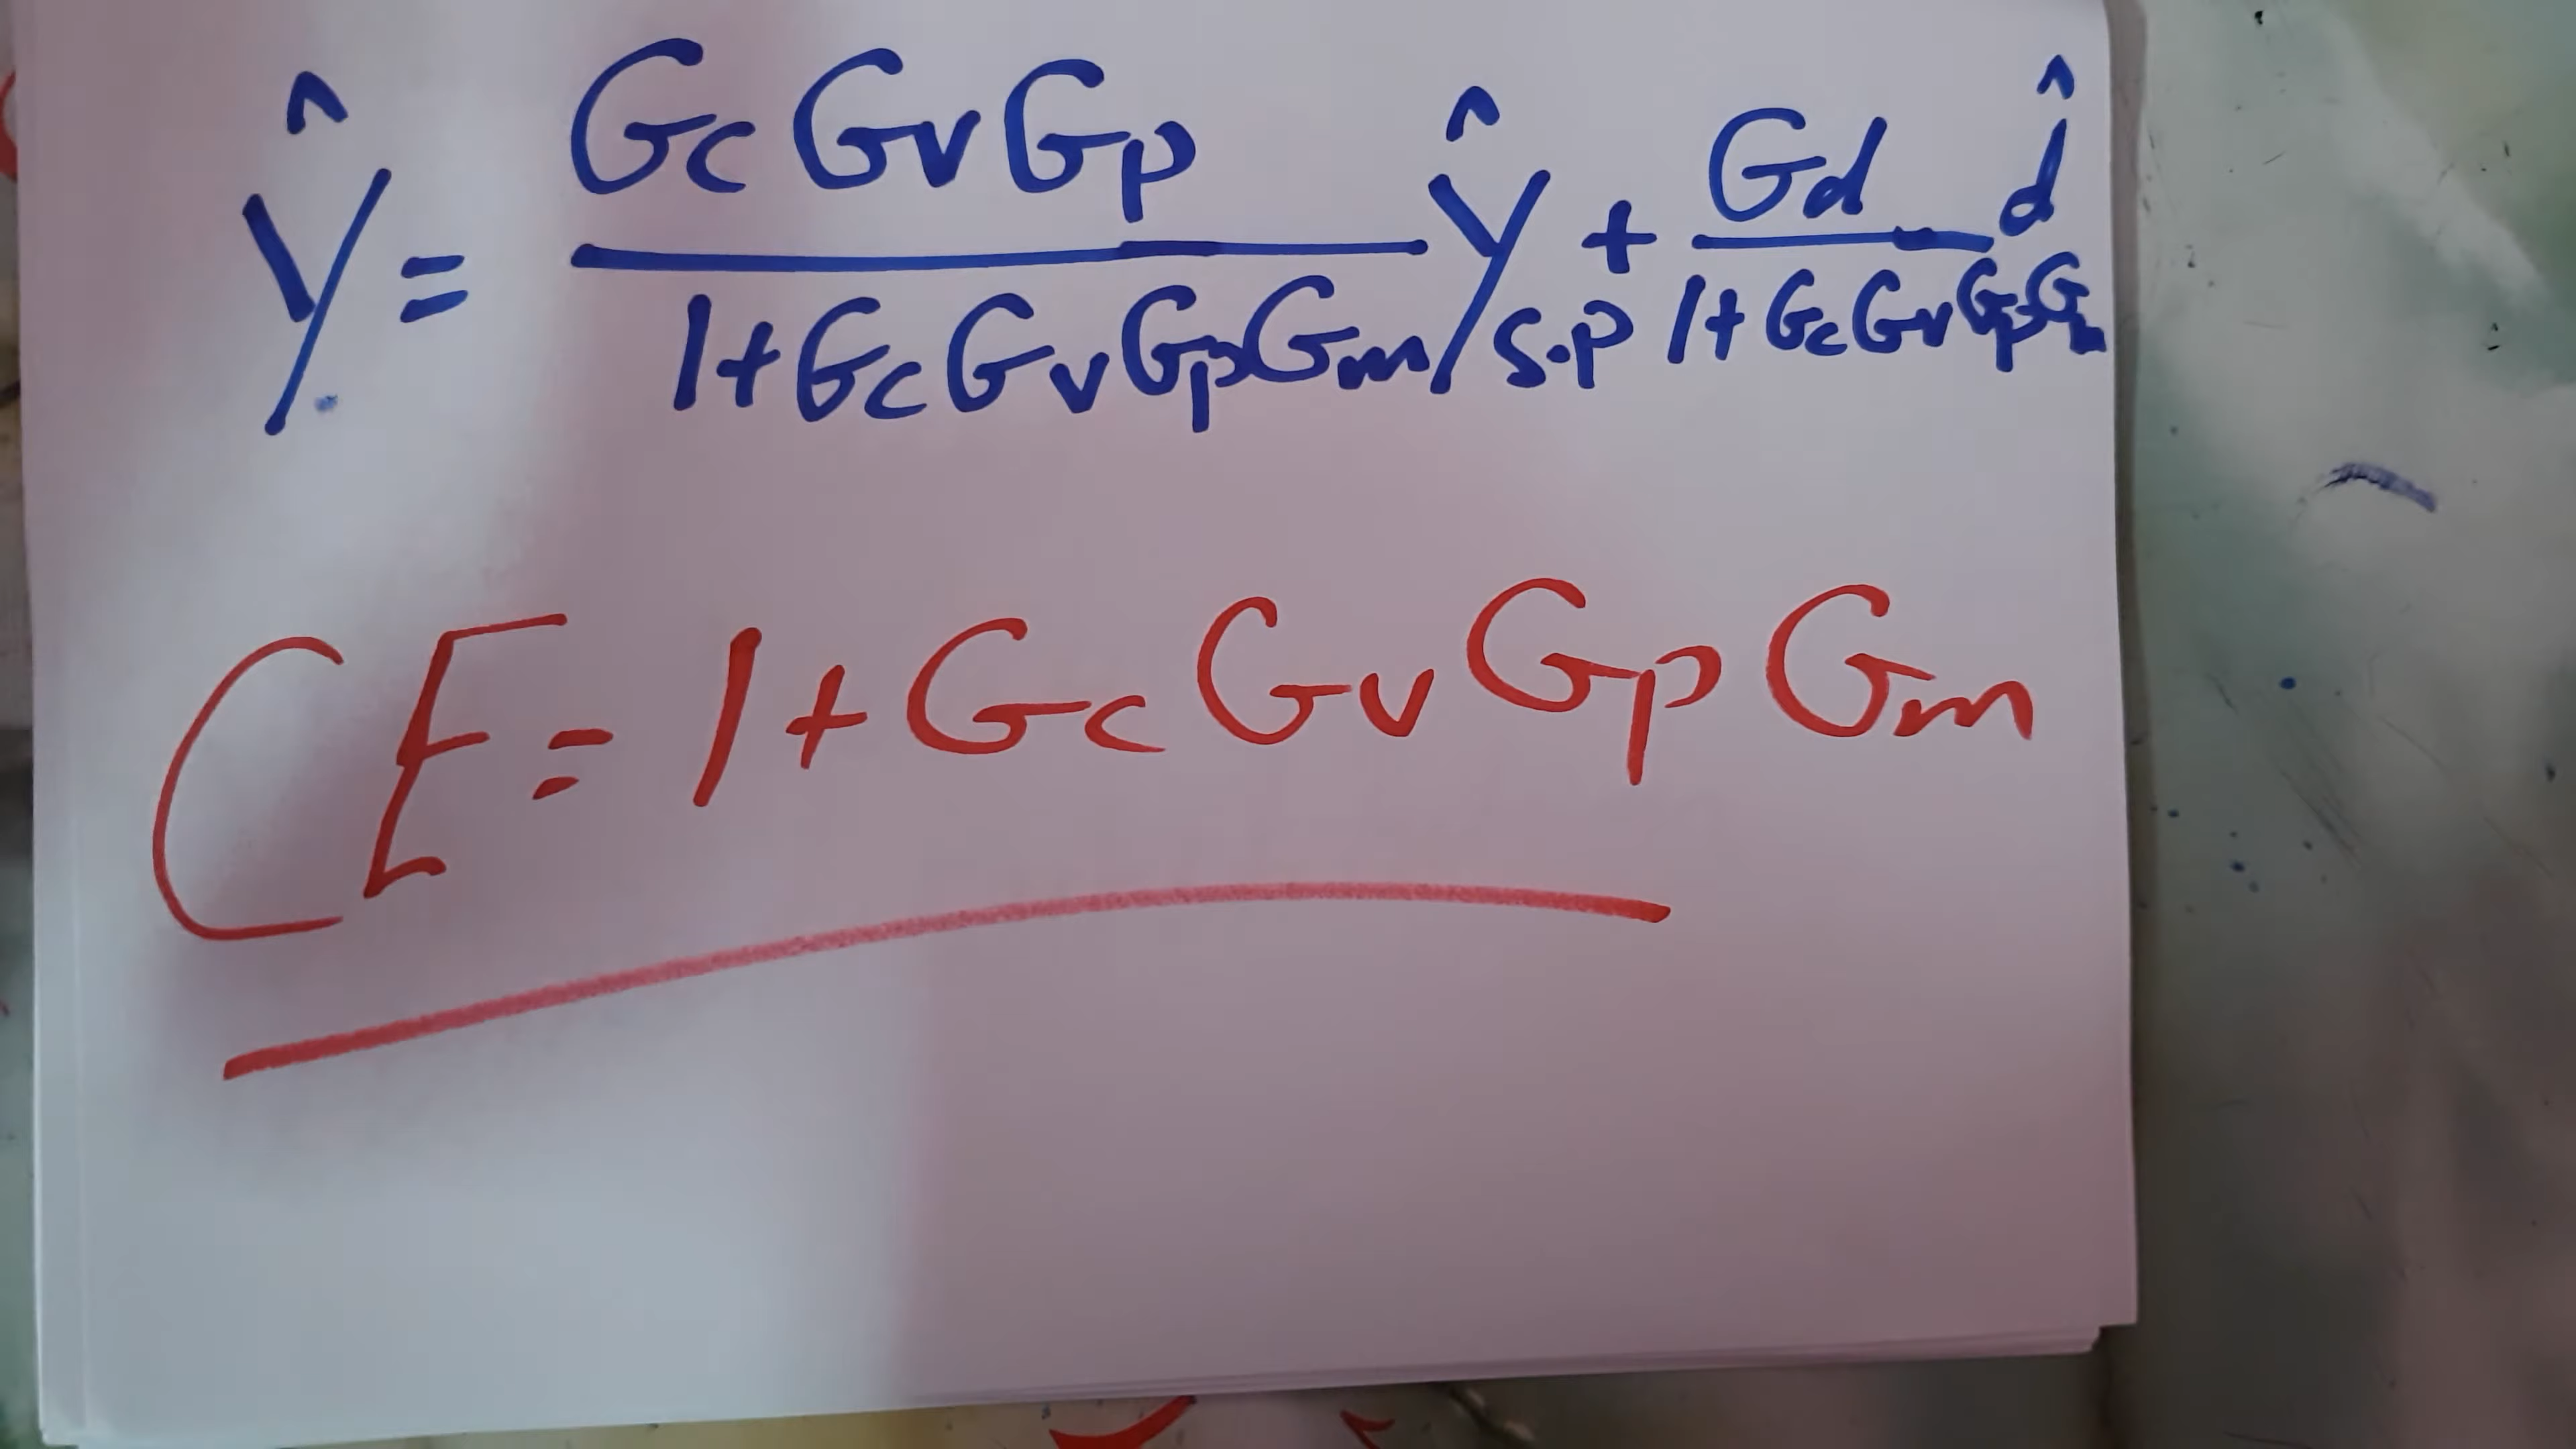 ŷ = GcGvGp / 1+GcGvGpGm ŷs.p + Gd / 1+GcGvGpGm d̂
CE = 1+GcGvGpGm